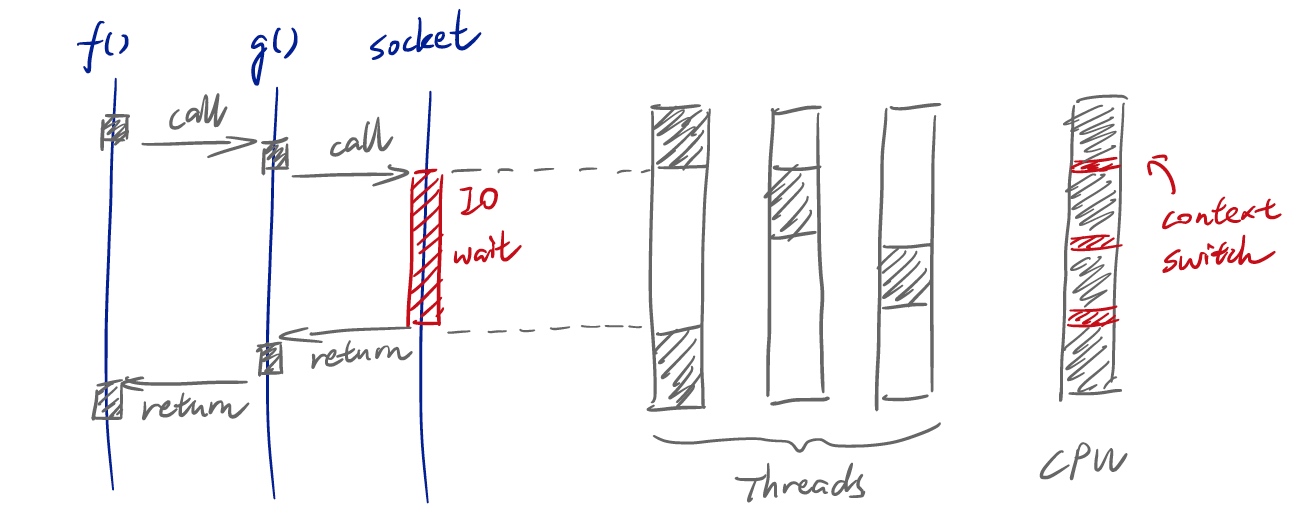 f()
g()
socket
call
call
IO
wait
return
return
Threads
context
switch
CPU